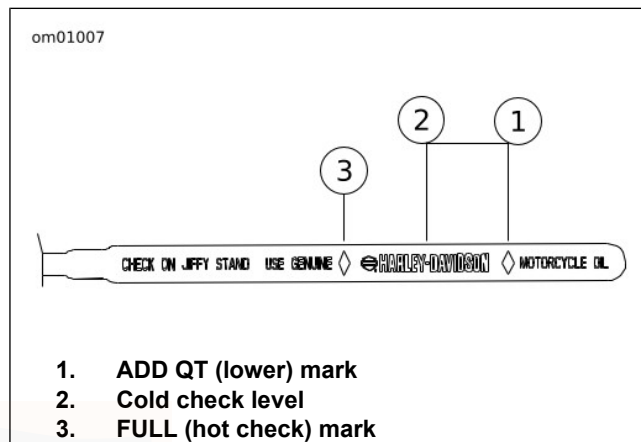 om01007
2 1
3
CHECK ON JIFFY STAND USE GENUINE HARLEY-DAVIDSON MOTORCYCLE OIL
1. ADD QT (lower) mark
2. Cold check level
3. FULL (hot check) mark